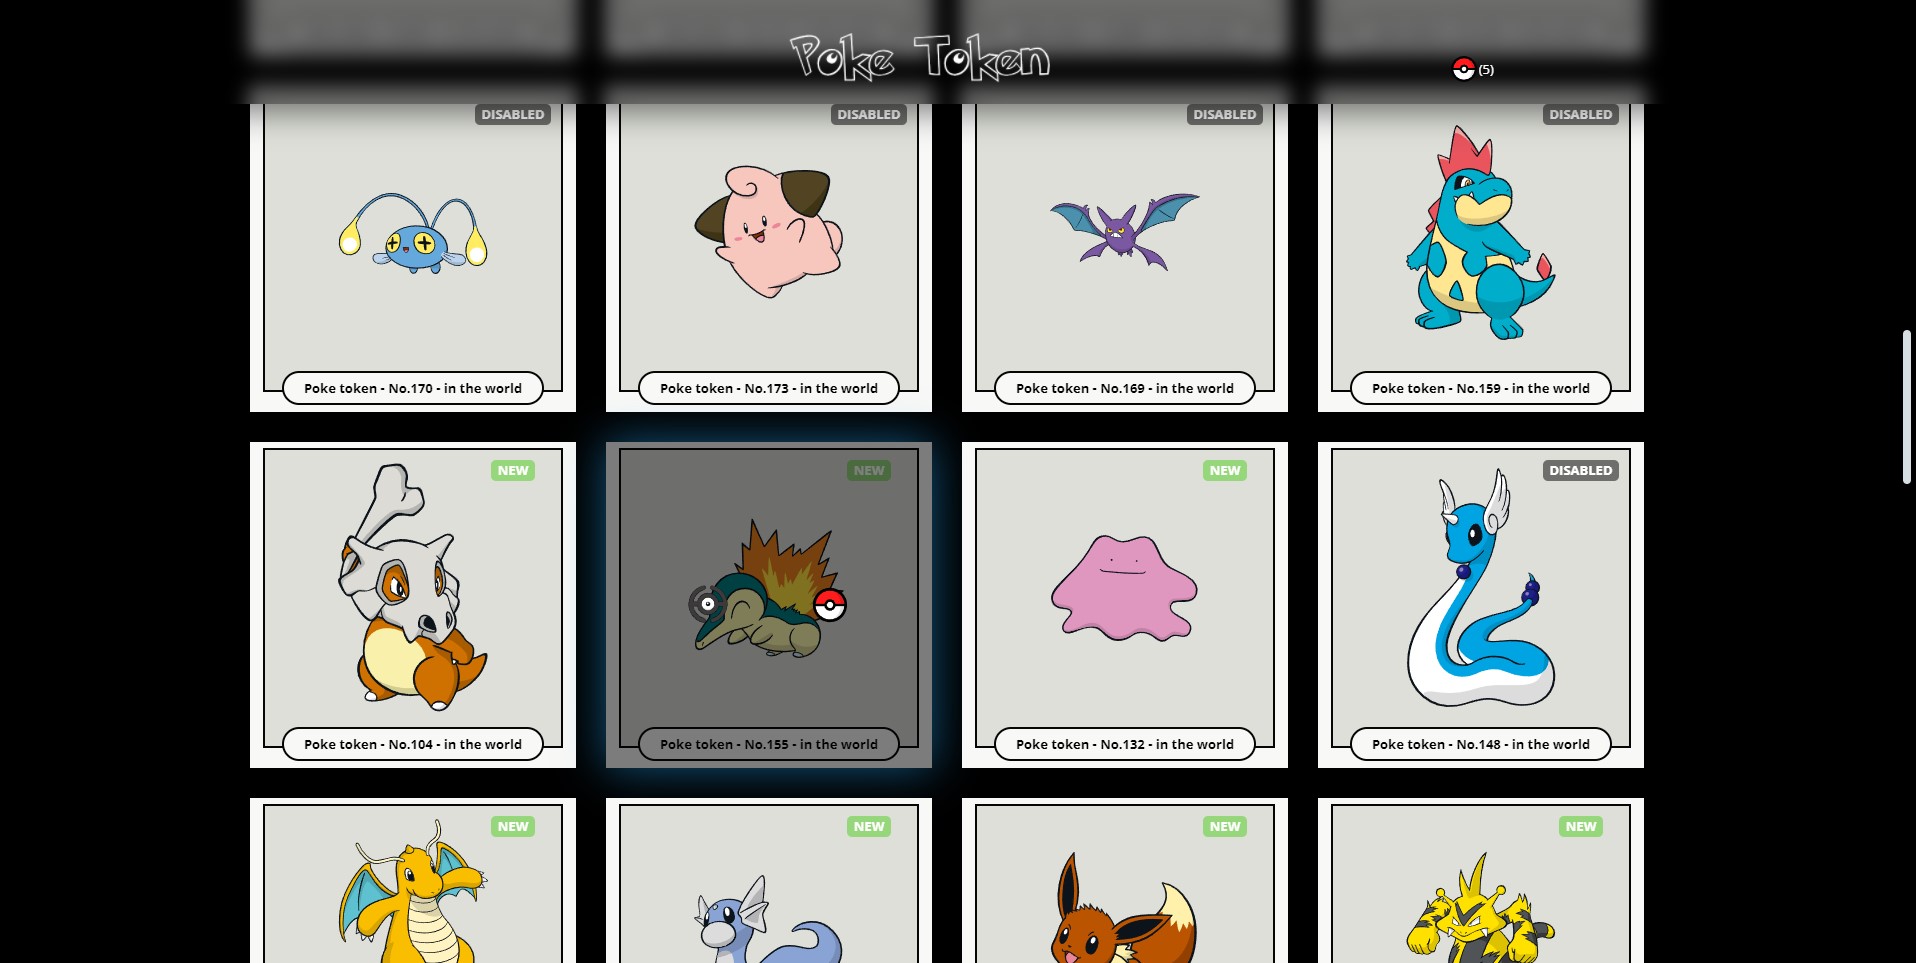 Poke Token
(5)
DISABLED
DISABLED
DISABLED
DISABLED
Poke token - No.170 - in the world
Poke token - No.173 - in the world
Poke token - No.169 - in the world
Poke token - No.159 - in the world
NEW
NEW
NEW
DISABLED
Poke token - No.104 - in the world
Poke token - No.155 - in the world
Poke token - No.132 - in the world
Poke token - No.148 - in the world
NEW
NEW
NEW
NEW